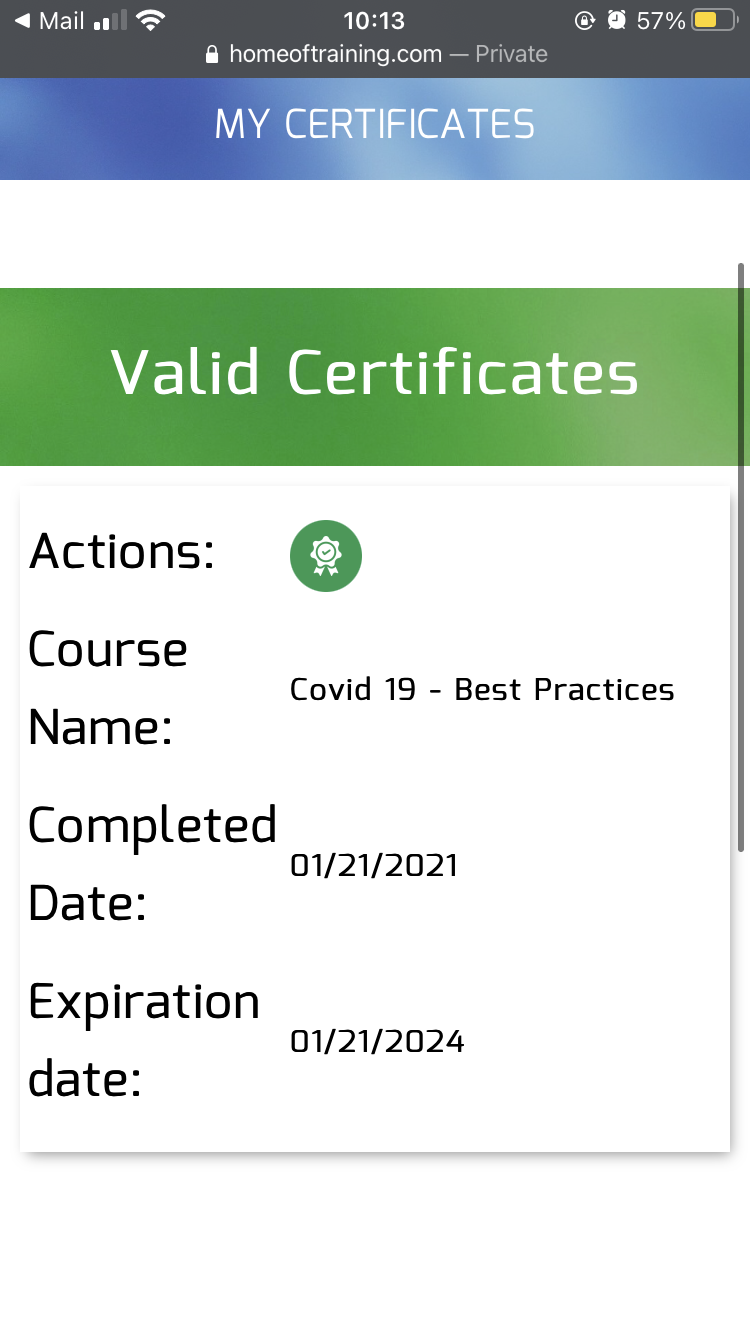 ◀ Mail 10:13 57%
homeoftraining.com — Private
MY CERTIFICATES
Valid Certificates
Actions:
Course
Name:
Covid 19 - Best Practices
Completed
Date:
01/21/2021
Expiration
date:
01/21/2024